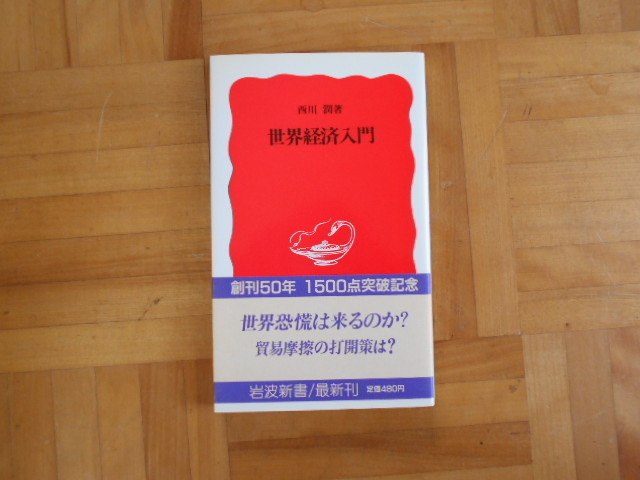 西川 潤著
世界経済入門
創刊50年 1500点突破記念
世界恐慌は来るのか?
貿易摩擦の打開策は?
岩波新書/最新刊 定価480円